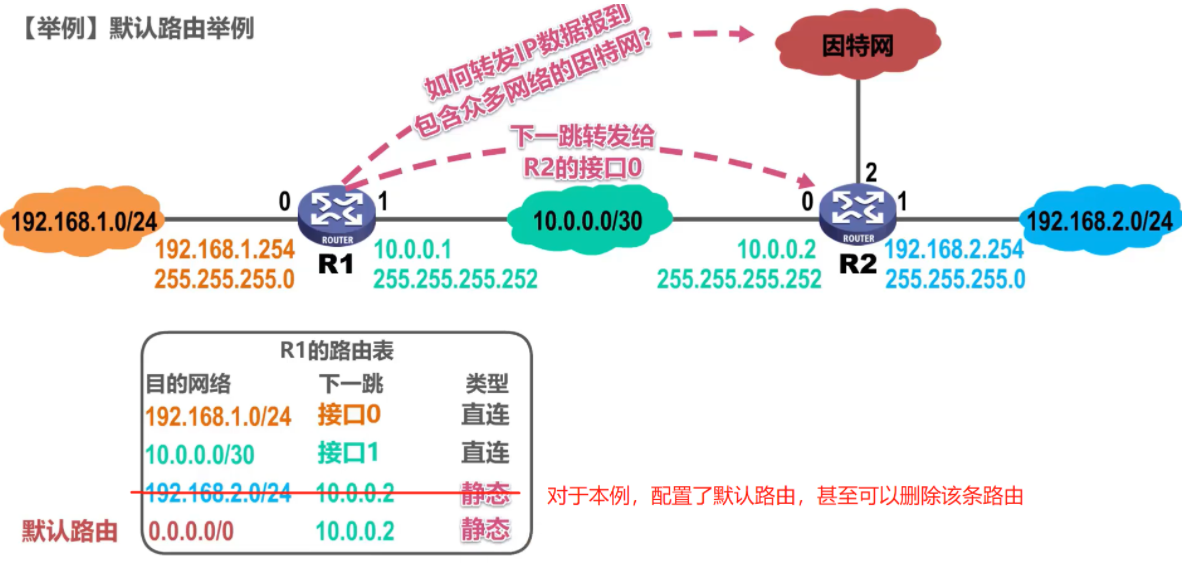 【举例】默认路由举例
如何转发IP数据报到
包含众多网络的因特网？
因特网
下一跳转发给
R2的接口0
192.168.1.0/24
0
ROUTER
1
R1
192.168.1.254
255.255.255.0
10.0.0.1
255.255.255.252
10.0.0.0/30
0
2
1
ROUTER
R2
10.0.0.2
255.255.255.252
192.168.2.254
255.255.255.0
192.168.2.0/24
R1的路由表
目的网络 下一跳 类型
192.168.1.0/24 接口0 直连
10.0.0.0/30 接口1 直连
192.168.2.0/24 10.0.0.2 静态 对于本例，配置了默认路由，甚至可以删除该条路由
默认路由 0.0.0.0/0 10.0.0.2 静态